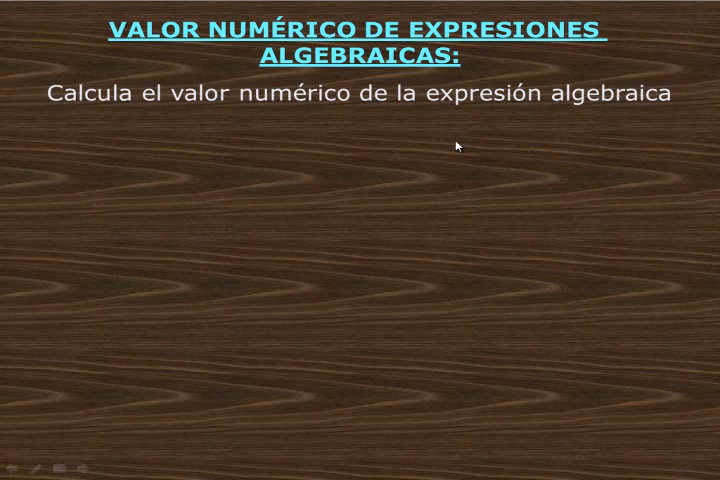 VALOR NUMÉRICO DE EXPRESIONES
ALGEBRAICAS:
Calcula el valor numérico de la expresión algebraica